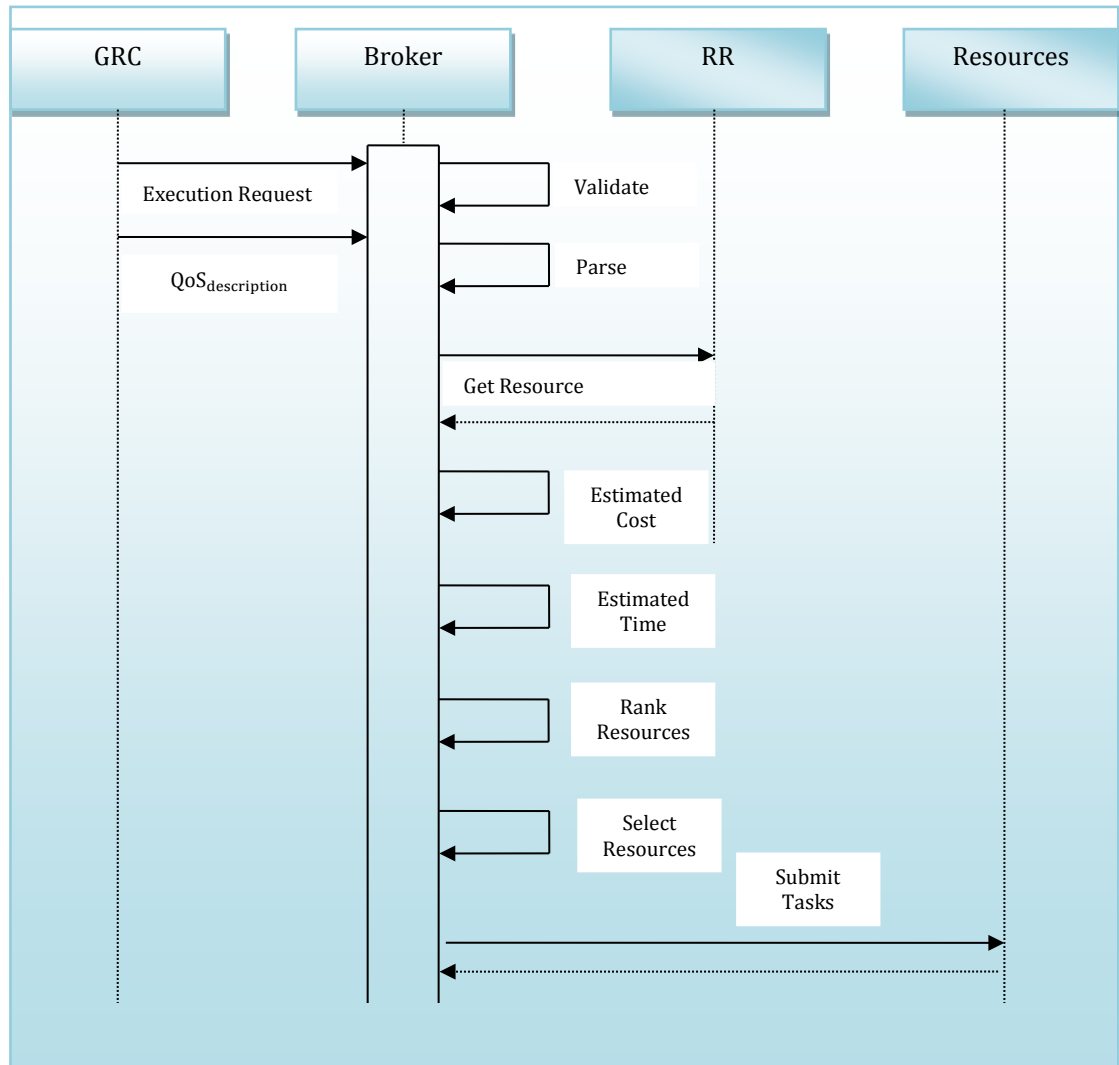 GRC
Broker
RR
Resources
Execution Request
Validate
QoSdescription
Parse
Get Resource
Estimated
Cost
Estimated
Time
Rank
Resources
Select
Resources
Submit
Tasks